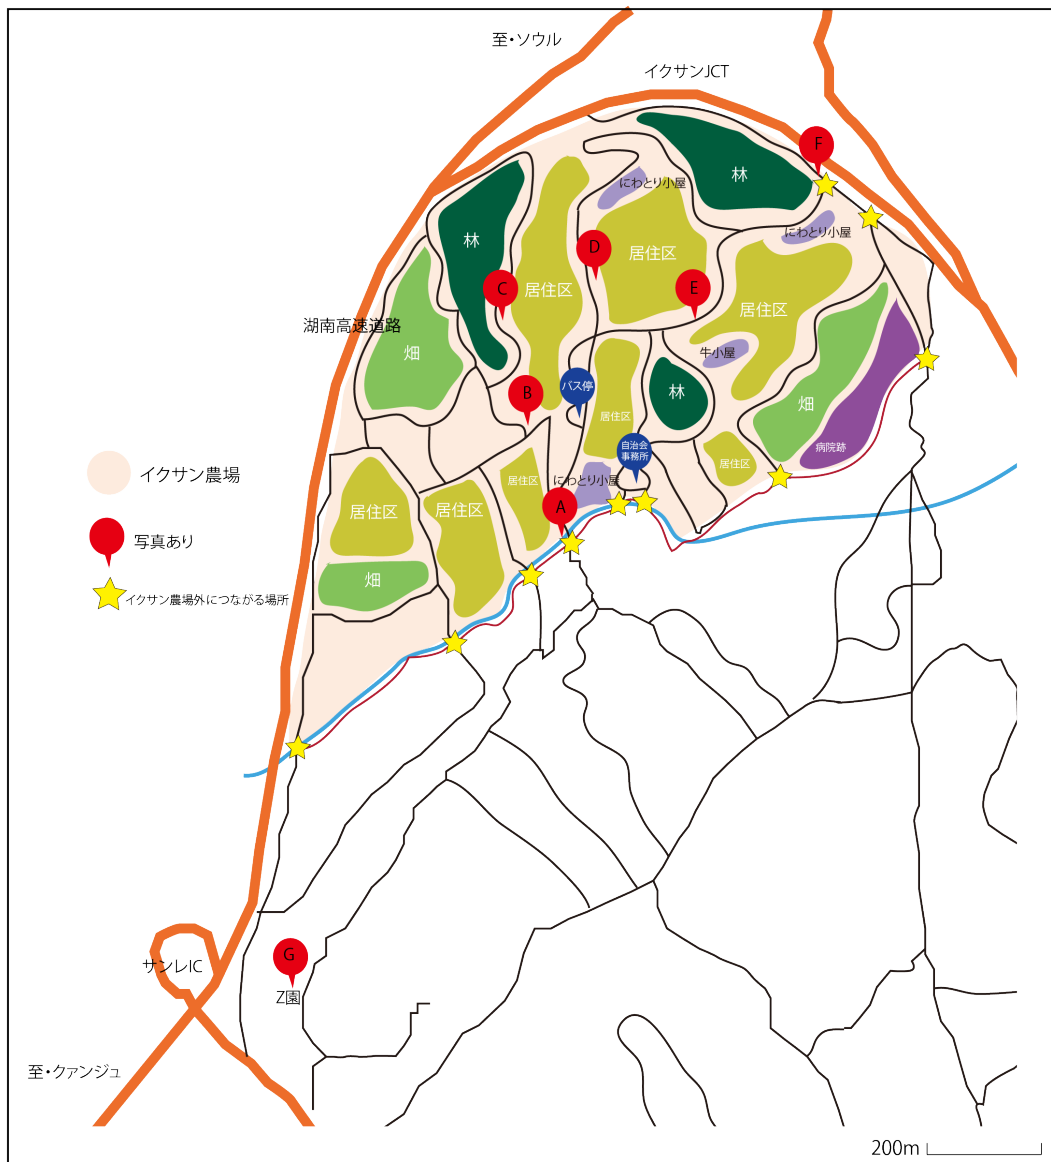 至・ソウル
イクサンJCT
F
林
にわとり小屋
林
にわとり小屋
D
居住区
C
居住区
E
居住区
湖南高速道路
畑
牛小屋
バス停
B
林
畑
居住区
自治会
事務所
病院跡
居住区
イクサン農場
居住区
にわとり小屋
居住区
居住区
A
写真あり
畑
イクサン農場外につながる場所
G
サンレIC
Z園
至・クァンジュ
200m